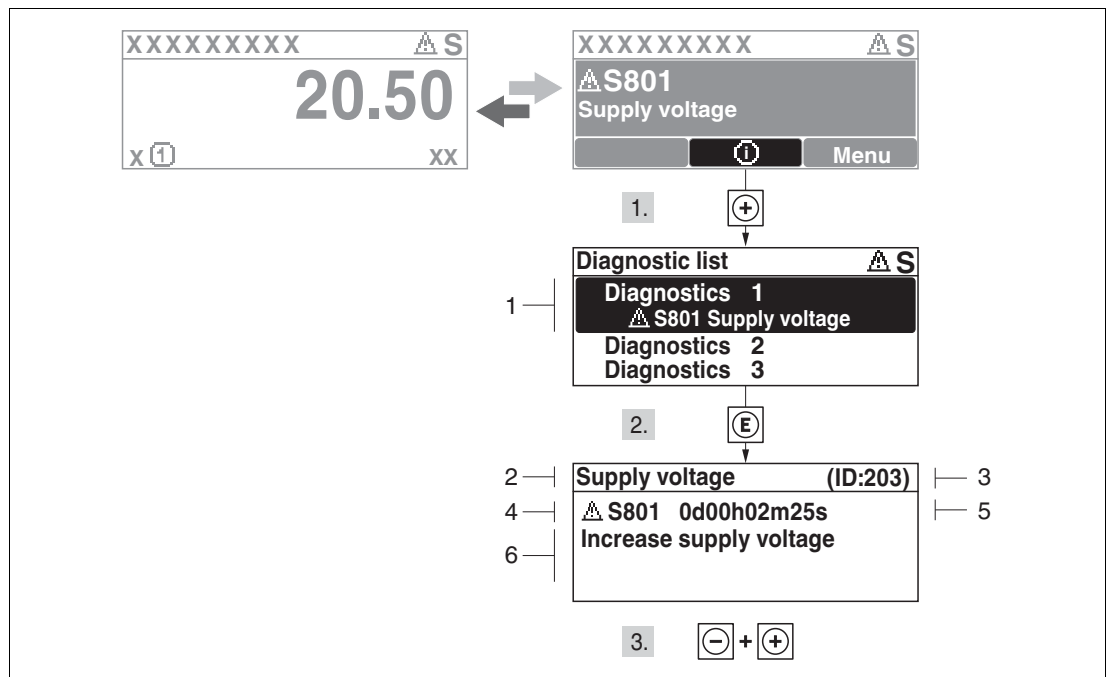 XXXXXXXXX ⚠ S
20.50
X ① XX
XXXXXXXXX ⚠ S
⚠ S801
Supply voltage
ⓘ Menu
1. +
Diagnostic list ⚠ S
1
Diagnostics 1
⚠ S801 Supply voltage
Diagnostics 2
Diagnostics 3
2. E
2 Supply voltage (ID:203) 3
4 ⚠ S801 0d00h02m25s 5
6 Increase supply voltage
3. - + +